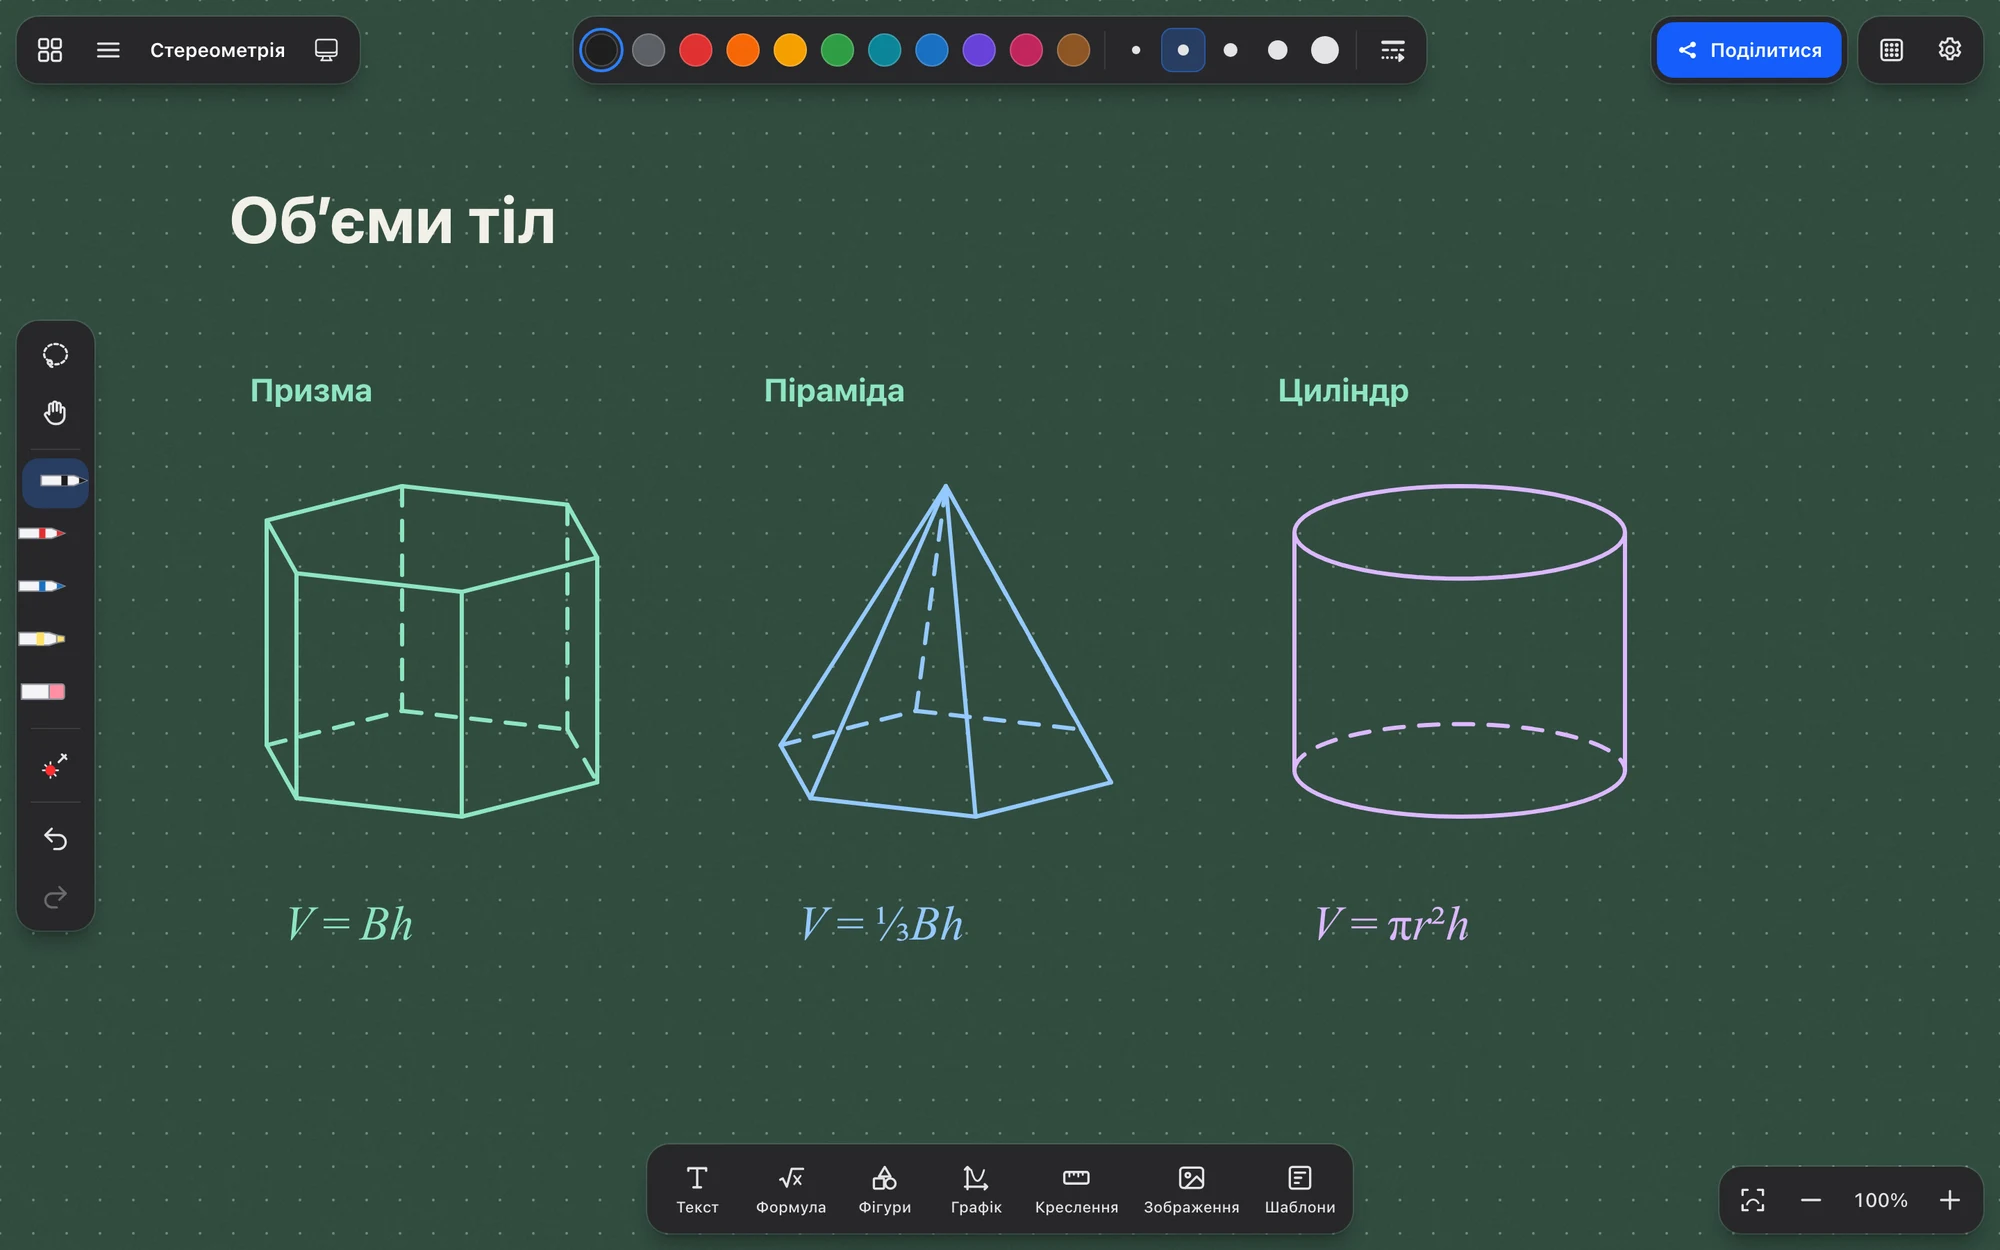 Стереометрія
Поділитися
Об'єми тіл
Призма
Піраміда
Циліндр
V = Bh
V = ⅓Bh
V = πr²h
Текст
Формула
Фігури
Графік
Креслення
Зображення
Шаблони
100%